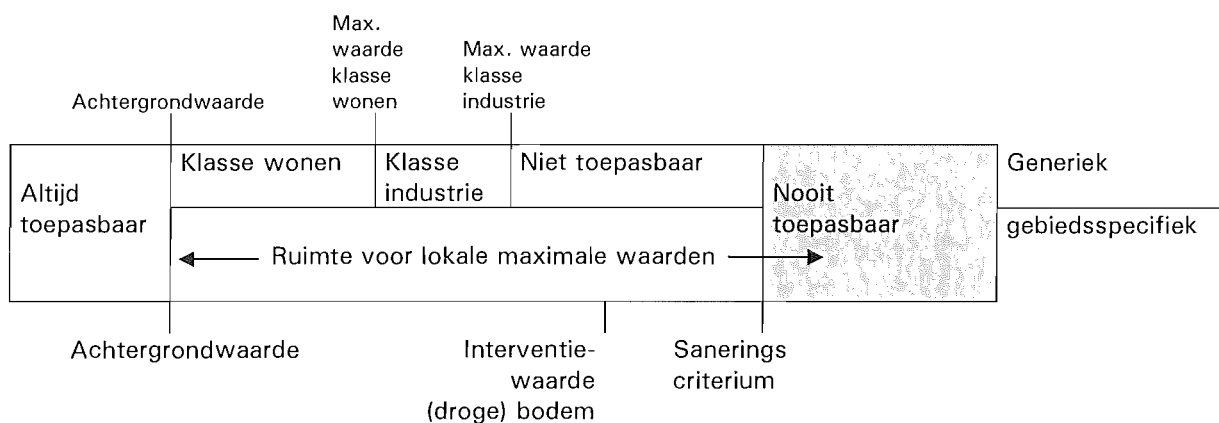 Max.
waarde
klasse
wonen
Max. waarde
klasse
industrie
Achtergrondwaarde
Klasse wonen
Klasse
industrie
Niet toepasbaar
Generiek
Altijd
toepasbaar
Nooit
toepasbaar
gebiedsspecifiek
Ruimte voor lokale maximale waarden
Achtergrondwaarde
Interventie-
waarde
(droge) bodem
Sanerings
criterium